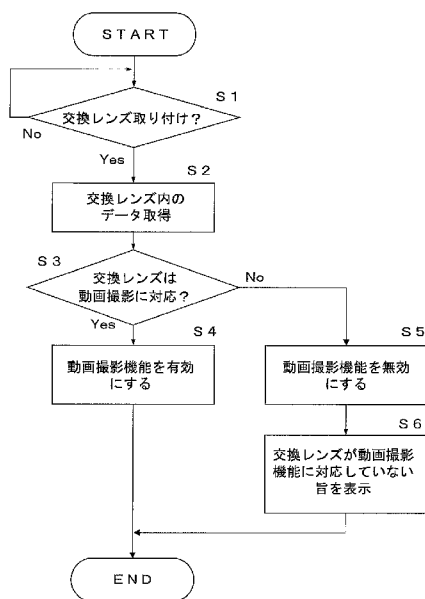 START
S1
交換レンズ取り付け？
No
Yes
S2
交換レンズ内の
データ取得
S3
交換レンズは
動画撮影に対応？
No
Yes
S4
動画撮影機能を有効
にする
S5
動画撮影機能を無効
にする
S6
交換レンズが動画撮影
機能に対応していない
旨を表示
END